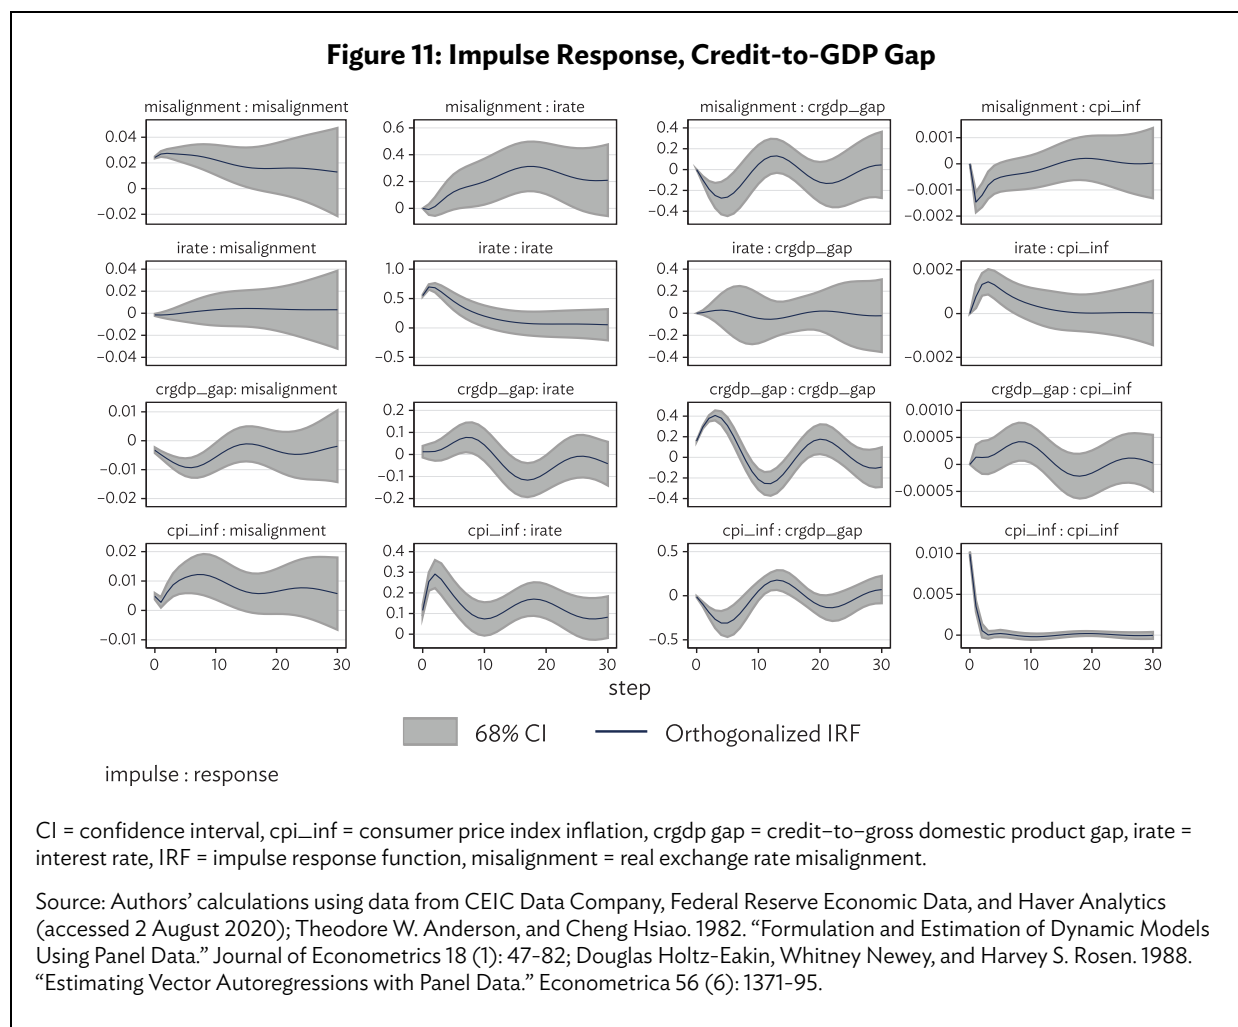 Figure 11: Impulse Response, Credit-to-GDP Gap
misalignment : misalignment
misalignment : irate
misalignment : crgdp_gap
misalignment : cpi_inf
0.04
0.02
0
−0.02
0.6
0.4
0.2
0
0.4
0.2
0
−0.2
−0.4
0.001
0
−0.001
−0.002
irate : misalignment
irate : irate
irate : crgdp_gap
irate : cpi_inf
0.04
0.02
0
−0.02
−0.04
1.0
0.5
0
−0.5
0.4
0.2
0
−0.2
−0.4
0.002
0
−0.002
crgdp_gap: misalignment
crgdp_gap: irate
crgdp_gap : crgdp_gap
crgdp_gap : cpi_inf
0.01
0
−0.01
−0.02
0.2
0.1
0
−0.1
−0.2
0.4
0.2
0
−0.2
−0.4
0.0010
0.0005
0
−0.0005
cpi_inf : misalignment
cpi_inf : irate
cpi_inf : crgdp_gap
cpi_inf : cpi_inf
0.02
0.01
0
−0.01
0.4
0.3
0.2
0.1
0
0.5
0
−0.5
0.010
0.005
0
0 10 20 30
0 10 20 30
0 10 20 30
0 10 20 30
step
68% CI
Orthogonalized IRF
impulse : response
CI = confidence interval, cpi_inf = consumer price index inflation, crgdp gap = credit–to–gross domestic product gap, irate =
interest rate, IRF = impulse response function, misalignment = real exchange rate misalignment.
Source: Authors’ calculations using data from CEIC Data Company, Federal Reserve Economic Data, and Haver Analytics
(accessed 2 August 2020); Theodore W. Anderson, and Cheng Hsiao. 1982. “Formulation and Estimation of Dynamic Models
Using Panel Data.” Journal of Econometrics 18 (1): 47-82; Douglas Holtz-Eakin, Whitney Newey, and Harvey S. Rosen. 1988.
“Estimating Vector Autoregressions with Panel Data.” Econometrica 56 (6): 1371-95.